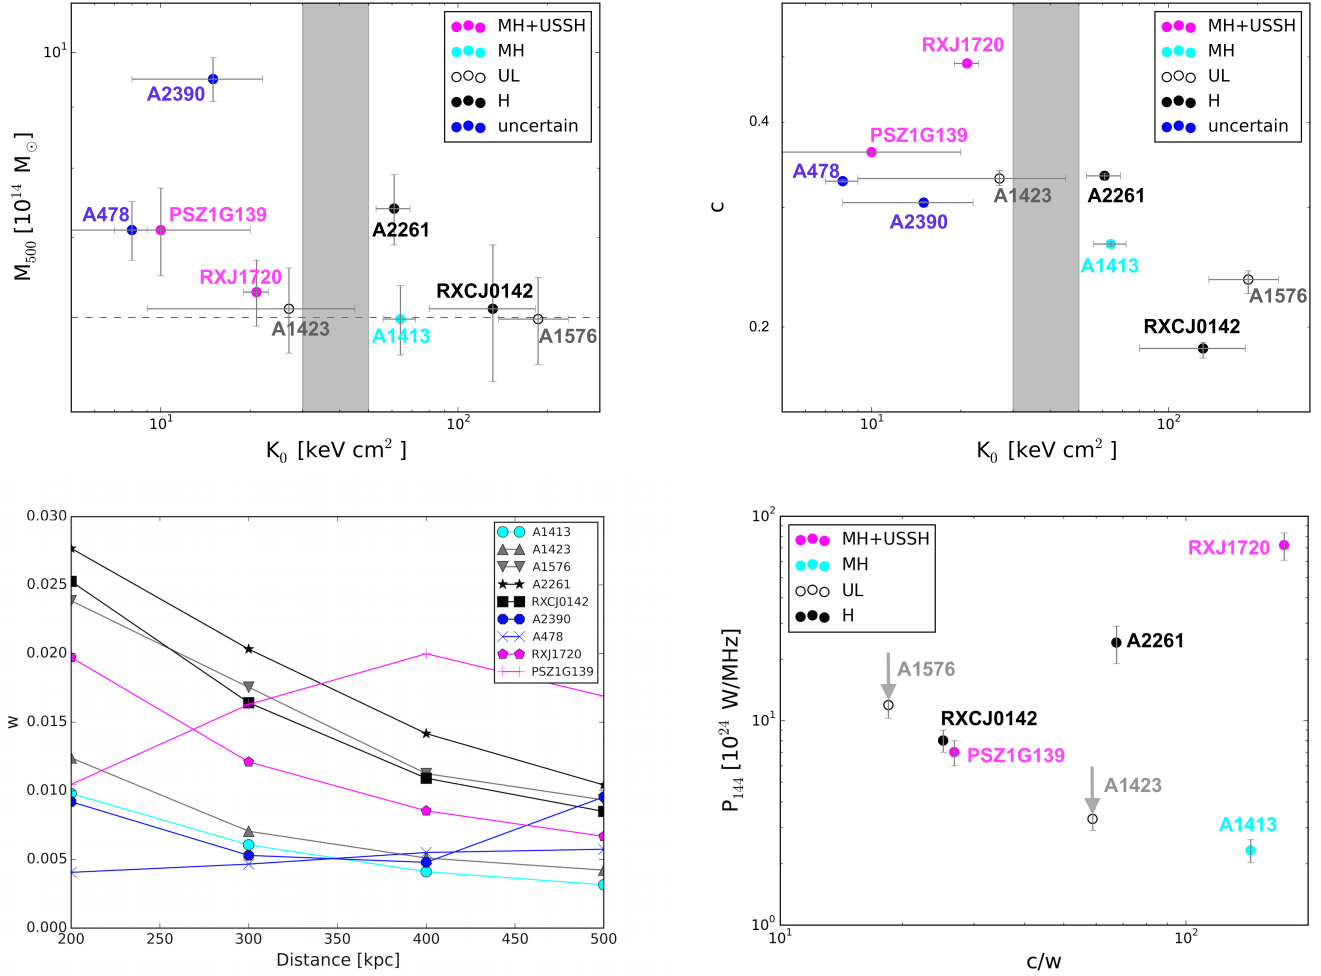 10¹
M₅₀₀ [10¹⁴ M☉]
MH+USSH
MH
UL
H
uncertain
A2390
A478
PSZ1G139
A2261
RXJ1720
RXCJ0142
A1423
A1413
A1576
10¹
10²
K₀ [keV cm² ]
MH+USSH
MH
UL
H
uncertain
RXJ1720
0.4
PSZ1G139
A478
A1423
A2261
c
A2390
A1413
A1576
0.2
RXCJ0142
10¹
10²
K₀ [keV cm² ]
0.030
0.025
0.020
0.015
0.010
0.005
0.000
w
A1413
A1423
A1576
A2261
RXCJ0142
A2390
A478
RXJ1720
PSZ1G139
200
250
300
350
400
450
500
Distance [kpc]
10²
10¹
10⁰
P₁₄₄ [10²⁴ W/MHz]
MH+USSH
MH
UL
H
RXJ1720
A2261
A1576
RXCJ0142
PSZ1G139
A1423
A1413
10¹
10²
c/w